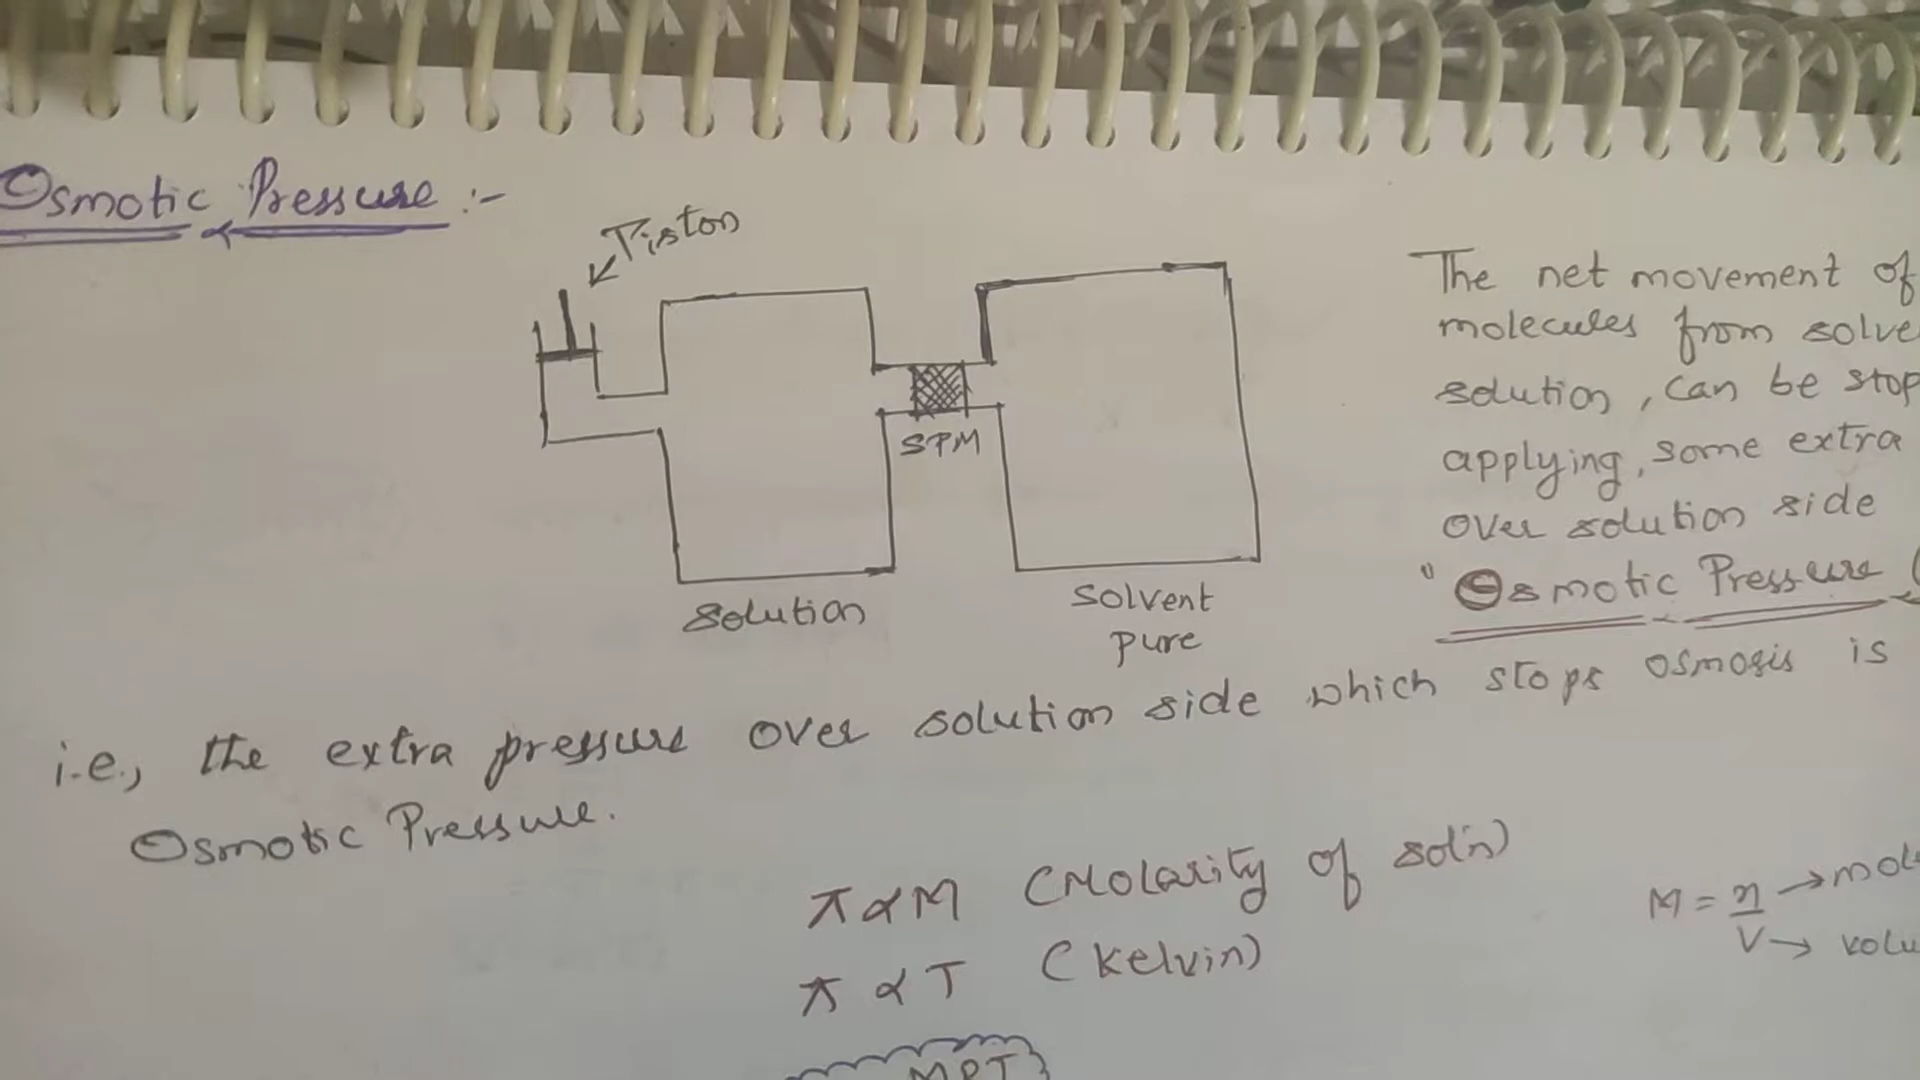 Osmotic Pressure :-
Piston
SPM
Solution
Solvent
pure
The net movement of
molecules from solve
solution, can be stop
applying, some extra
over solution side
" Osmotic Pressure (
i.e., the extra pressure over solution side which stops osmosis is
Osmotic Pressure.
π ∝ M (Molarity of soln)
π ∝ T (Kelvin)
M = n → mol
V → volu
MRT